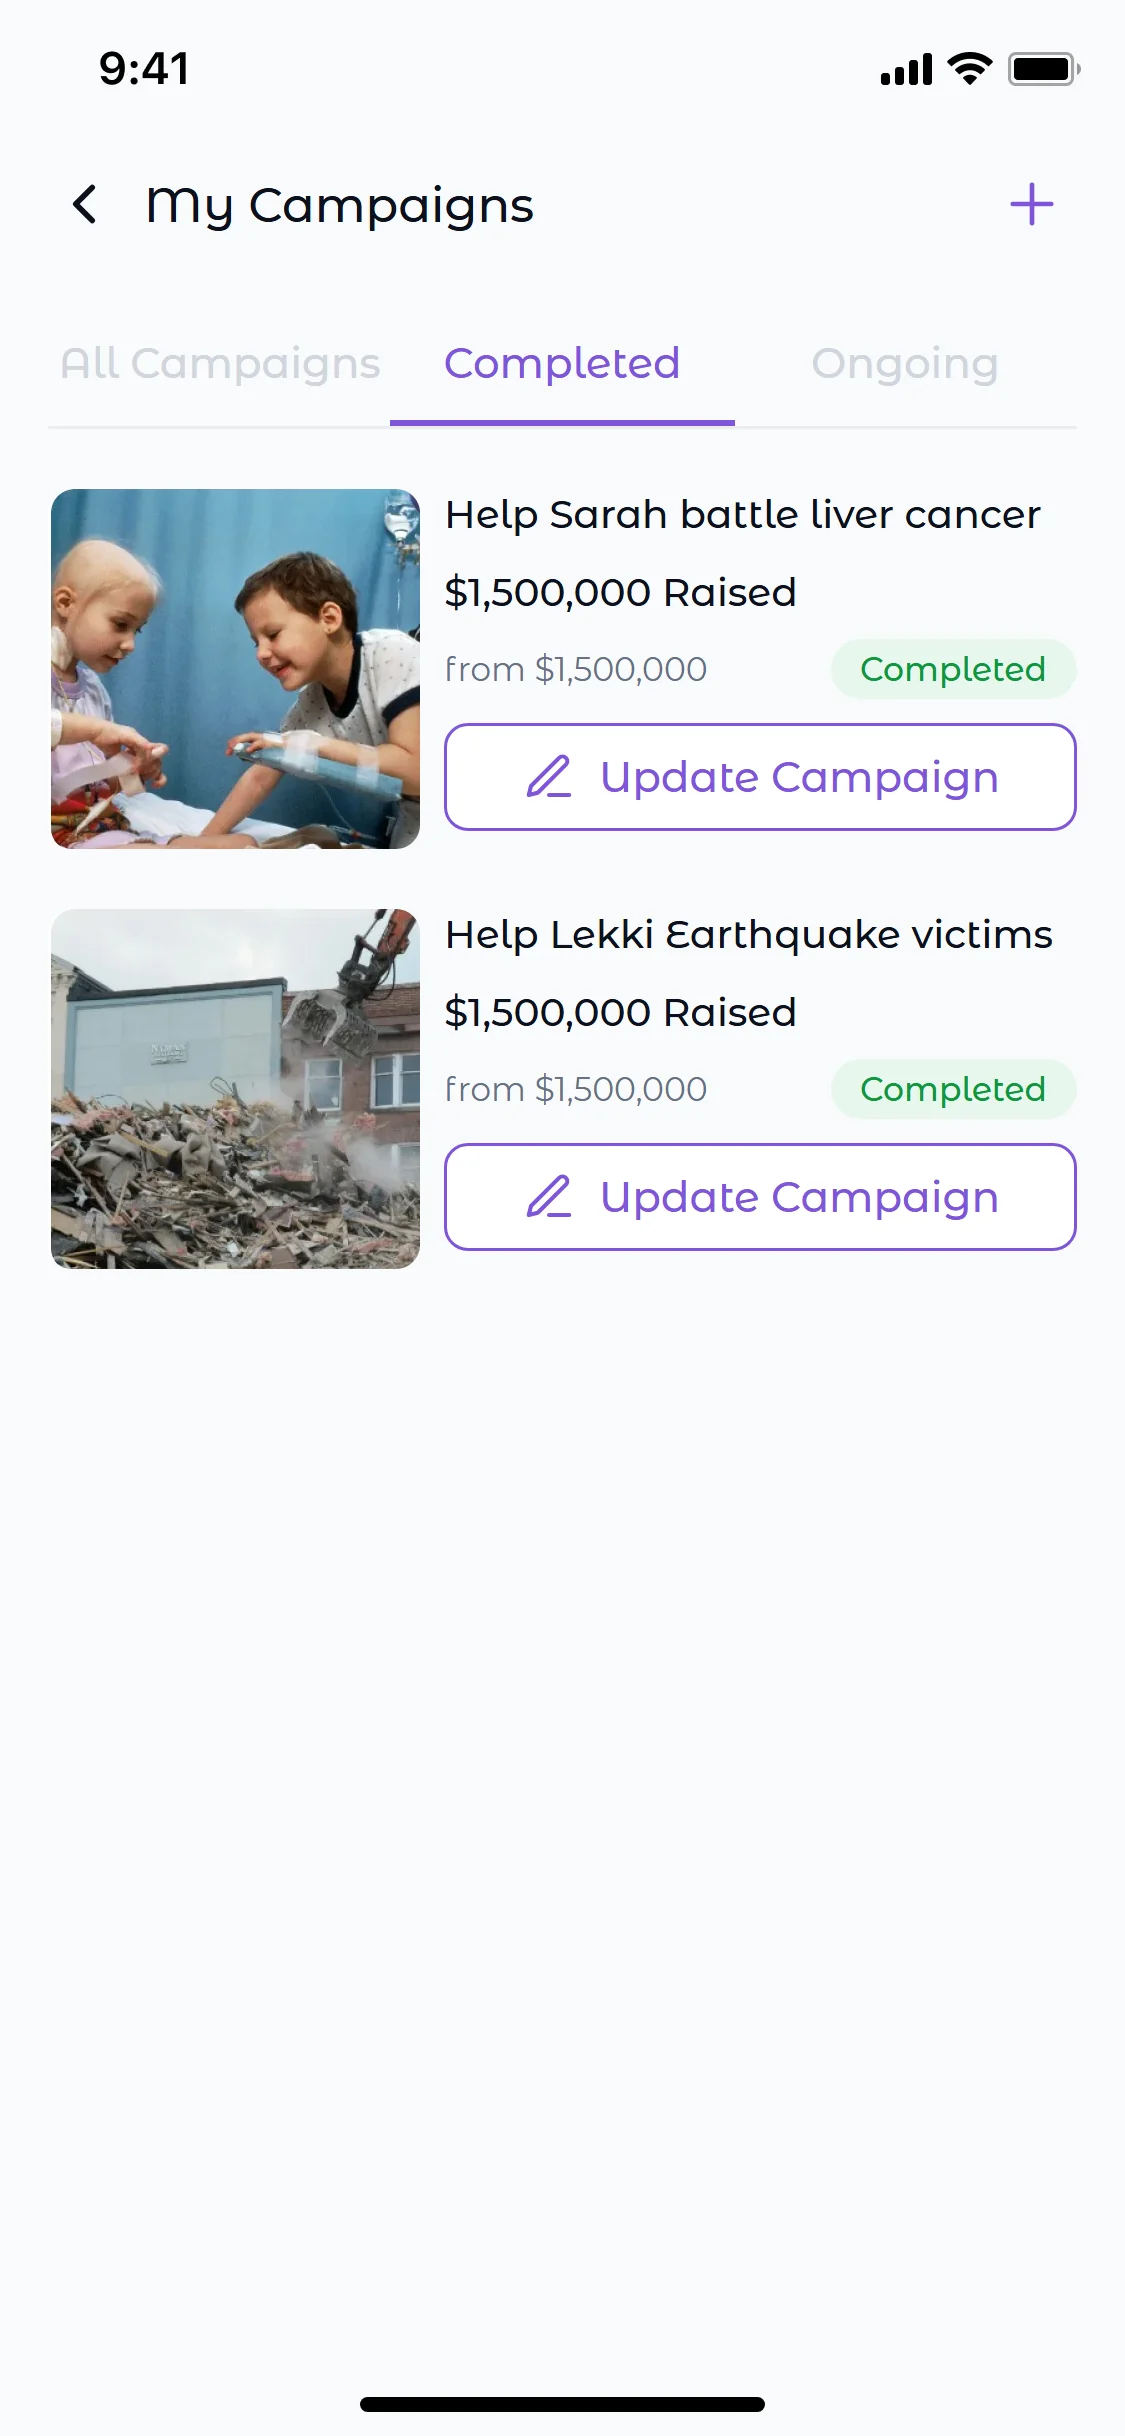 9:41
My Campaigns
All Campaigns Completed Ongoing
Help Sarah battle liver cancer
$1,500,000 Raised
from $1,500,000 Completed
Update Campaign
Help Lekki Earthquake victims
$1,500,000 Raised
from $1,500,000 Completed
Update Campaign